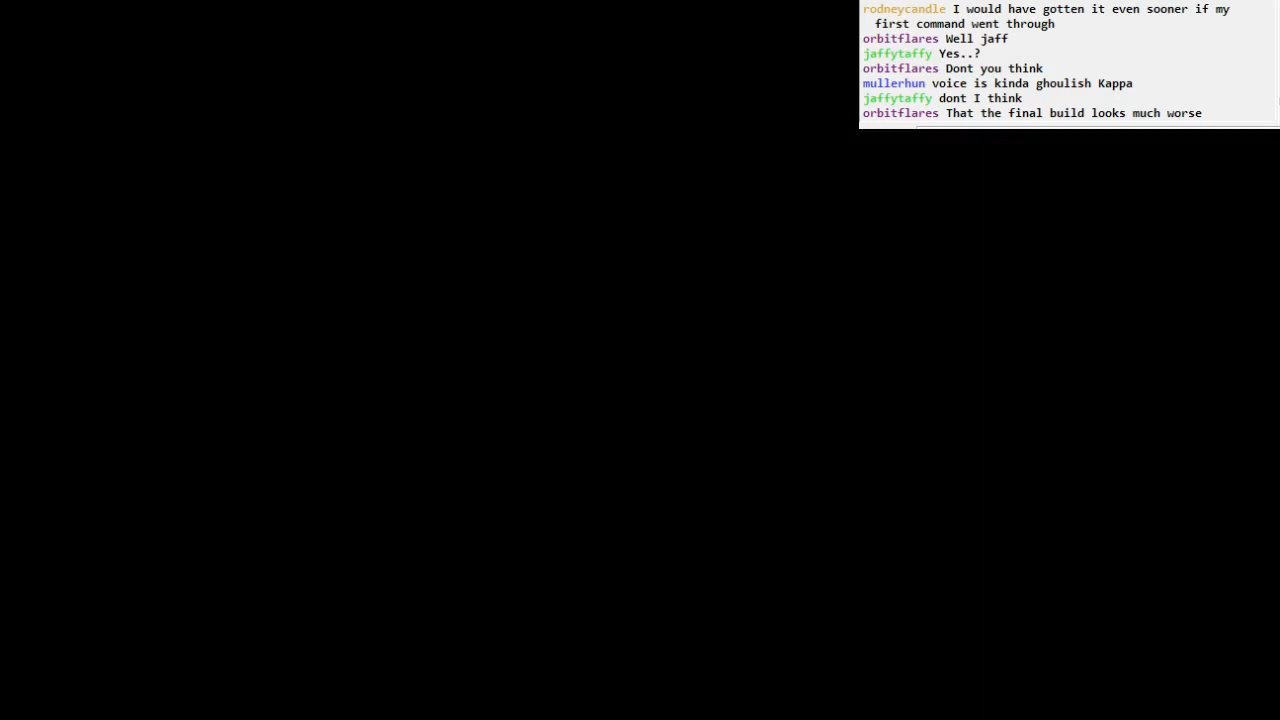 rodneycandle I would have gotten it even sooner if my
first command went through
orbitflares Well jaff
jaffytaffy Yes..?
orbitflares Dont you think
mullerhun voice is kinda ghoulish Kappa
jaffytaffy dont I think
orbitflares That the final build looks much worse